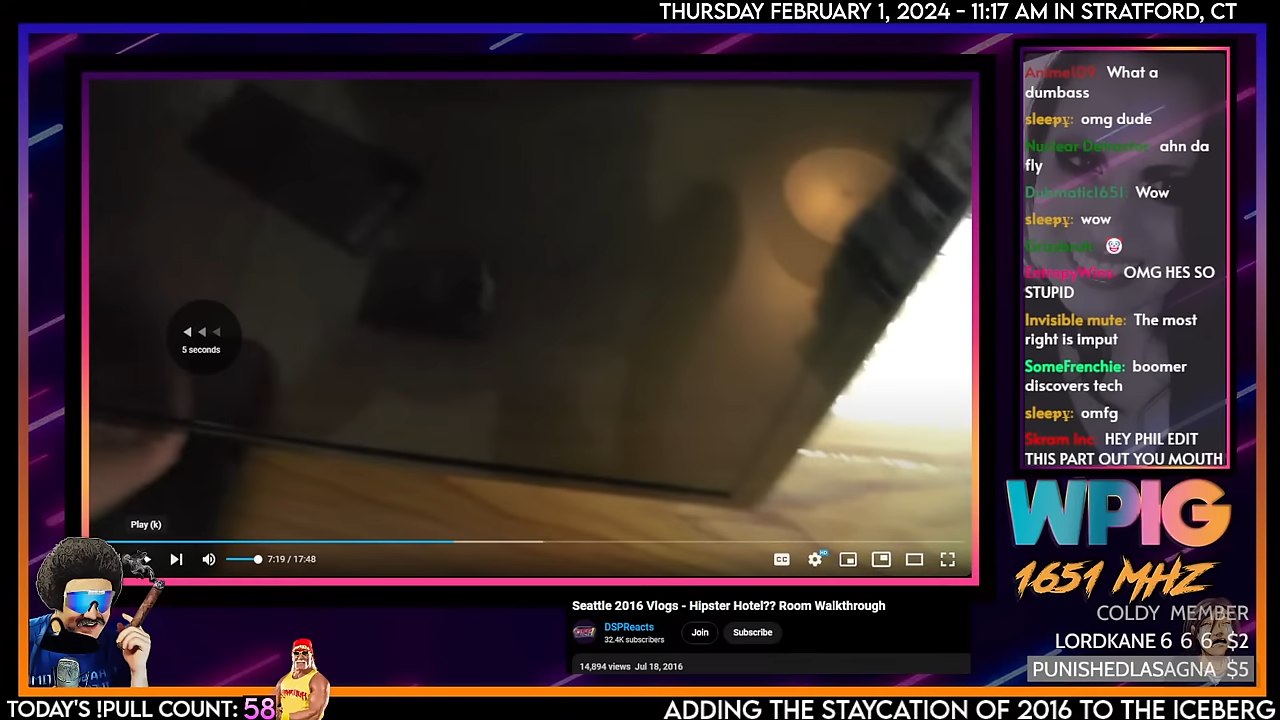 THURSDAY FEBRUARY 1, 2024 - 11:17 AM IN STRATFORD, CT
What a
dumbass
sleepy: omg dude
ahn da
fly
Dubmatic1651: Wow
sleepy: wow
OMG HES SO
STUPID
Invisible mute: The most
right is imput
SomeFrenchie: boomer
discovers tech
sleepy: omfg
Skram Inc: HEY PHIL EDIT
THIS PART OUT YOU MOUTH
5 seconds
Play (k)
7:19 / 17:48
CC
HD
Seattle 2016 Vlogs - Hipster Hotel?? Room Walkthrough
DSPReacts
32.4K subscribers
Join
Subscribe
14,894 views Jul 18, 2016
WPIG
1651 MHZ
COLDY MEMBER
LORDKANE 6 6 6 $2
PUNISHEDLASAGNA $5
TODAY'S !PULL COUNT: 58
ADDING THE STAYCATION OF 2016 TO THE ICEBERG